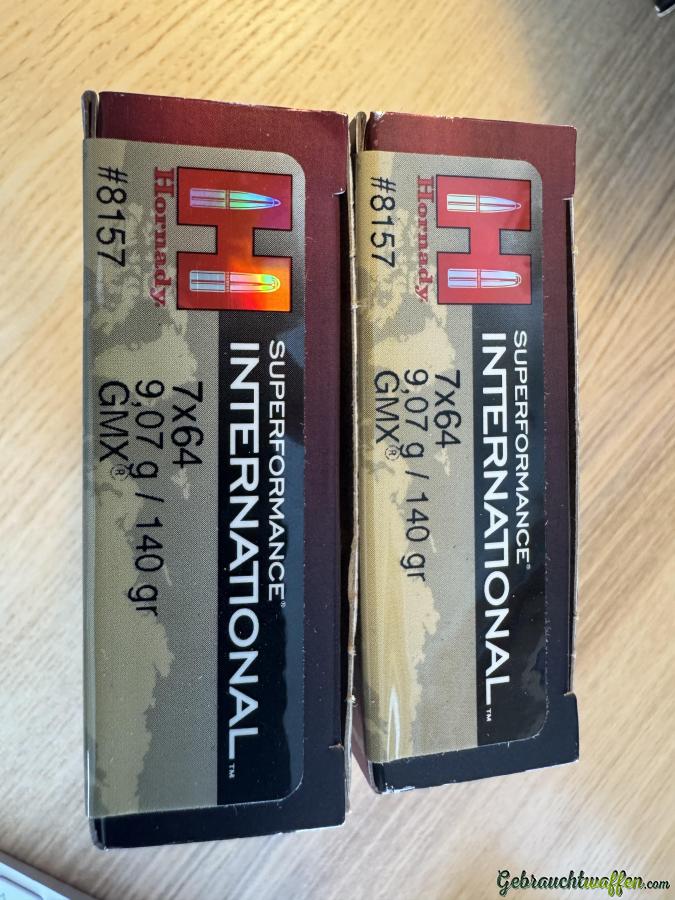 Hornady
#8157
SUPERFORMANCE®
INTERNATIONAL™
7x64
9,07 g / 140 gr
GMX®
Hornady
#8157
SUPERFORMANCE®
INTERNATIONAL™
7x64
9,07 g / 140 gr
GMX®
Gebrauchtwaffen.com